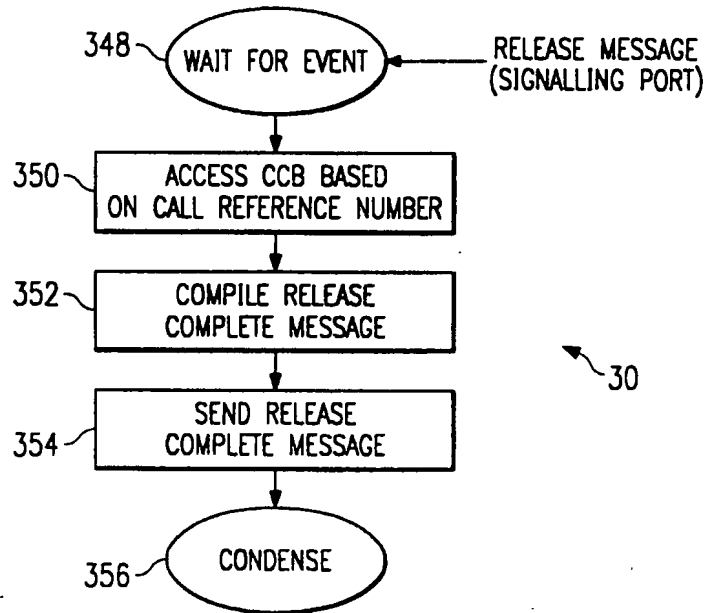 348
WAIT FOR EVENT
RELEASE MESSAGE
(SIGNALLING PORT)
350
ACCESS CCB BASED
ON CALL REFERENCE NUMBER
352
COMPILE RELEASE
COMPLETE MESSAGE
30
354
SEND RELEASE
COMPLETE MESSAGE
356
CONDENSE